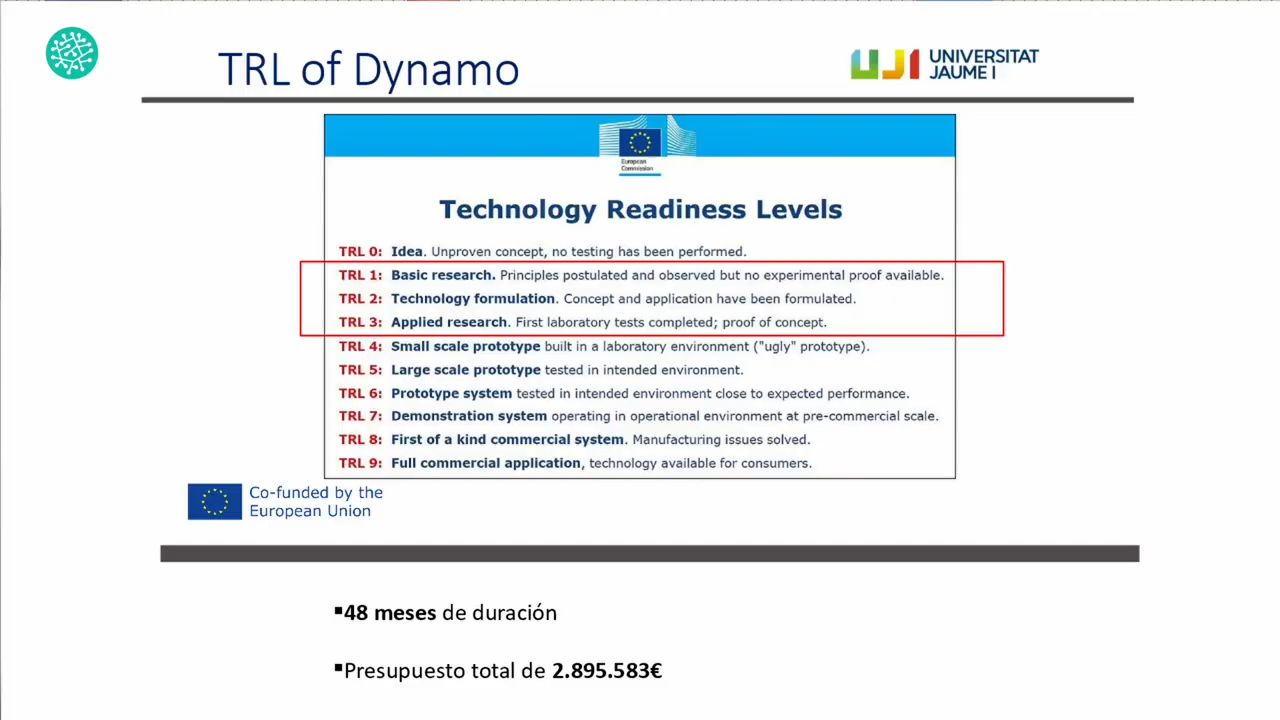 TRL of Dynamo
UJI UNIVERSITAT
JAUME I
European
Commission
Technology Readiness Levels
TRL 0: Idea. Unproven concept, no testing has been performed.
TRL 1: Basic research. Principles postulated and observed but no experimental proof available.
TRL 2: Technology formulation. Concept and application have been formulated.
TRL 3: Applied research. First laboratory tests completed; proof of concept.
TRL 4: Small scale prototype built in a laboratory environment ("ugly" prototype).
TRL 5: Large scale prototype tested in intended environment.
TRL 6: Prototype system tested in intended environment close to expected performance.
TRL 7: Demonstration system operating in operational environment at pre-commercial scale.
TRL 8: First of a kind commercial system. Manufacturing issues solved.
TRL 9: Full commercial application, technology available for consumers.
Co-funded by the
European Union
▪48 meses de duración
▪Presupuesto total de 2.895.583€